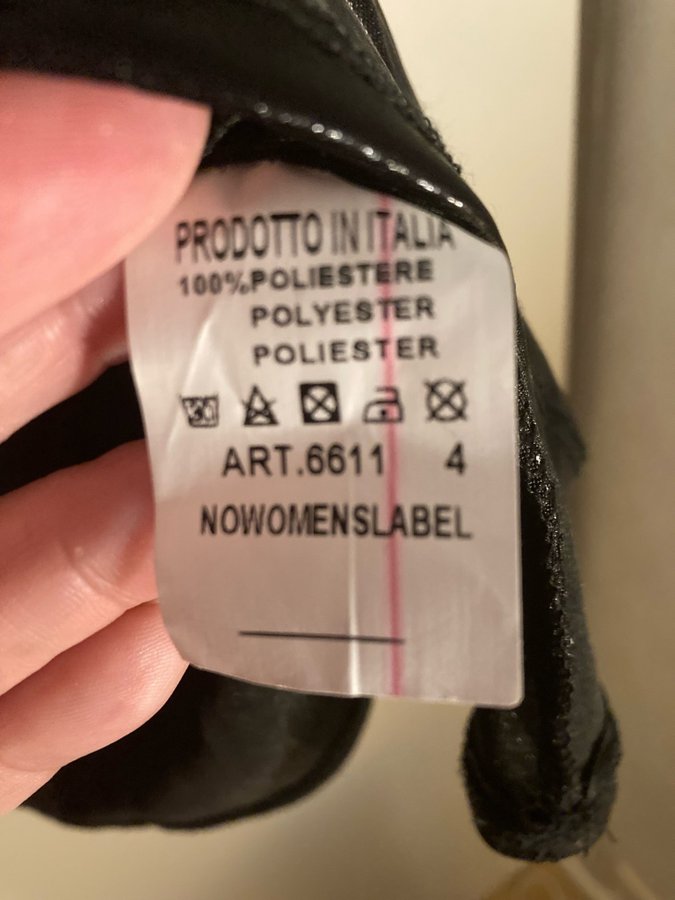 PRODOTTO IN ITALIA
100%POLIESTERE
POLYESTER
POLIESTER
ART.6611 4
NOWOMENSLABEL